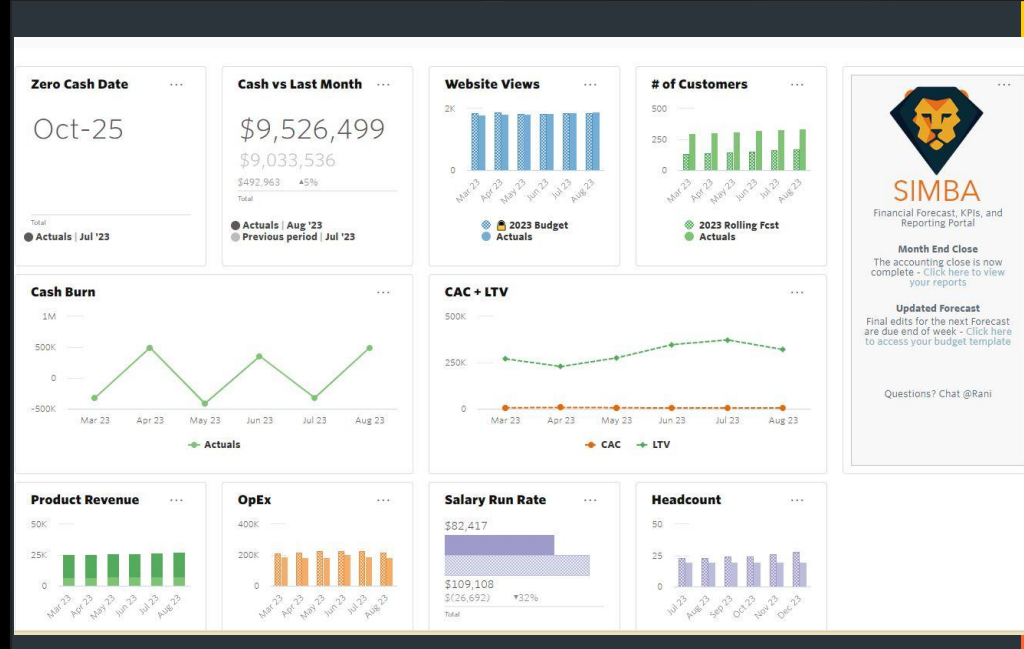 Zero Cash Date ...
Oct-25
Total
Actuals | Jul '23
Cash vs Last Month ...
$9,526,499
$9,033,536
$492,963 ▲5%
Total
Actuals | Aug '23
Previous period | Jul '23
Website Views ...
2K
0
Mar 23 Apr 23 May 23 Jun 23 Jul 23 Aug 23
2023 Budget
Actuals
# of Customers ...
500
250
0
Mar 23 Apr 23 May 23 Jun 23 Jul 23 Aug 23
2023 Rolling Fcst
Actuals
...
SIMBA
Financial Forecast, KPIs, and
Reporting Portal
Month End Close
The accounting close is now
complete - Click here to view
your reports
Updated Forecast
Final edits for the next Forecast
are due end of week - Click here
to access your budget template
Questions? Chat @Rani
Cash Burn ...
1M
500K
0
-500K
Mar 23 Apr 23 May 23 Jun 23 Jul 23 Aug 23
Actuals
CAC + LTV ...
500K
250K
0
Mar 23 Apr 23 May 23 Jun 23 Jul 23 Aug 23
CAC LTV
Product Revenue ...
50K
25K
0
Mar 23 Apr 23 May 23 Jun 23 Jul 23 Aug 23
OpEx ...
400K
200K
0
Mar 23 Apr 23 May 23 Jun 23 Jul 23 Aug 23
Salary Run Rate ...
$82,417
$109,108
$(26,692) ▼32%
Total
Headcount ...
50
25
0
Jul 23 Aug 23 Sep 23 Oct 23 Nov 23 Dec 23